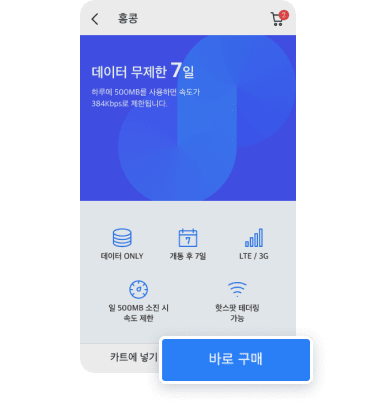 홍콩
3
데이터 무제한 7일
하루에 500MB를 사용하면 속도가
384Kbps로 제한됩니다.
7
데이터 ONLY
개통 후 7일
LTE / 3G
일 500MB 소진 시
속도 제한
핫스팟 테더링
가능
카트에 넣기
바로 구매